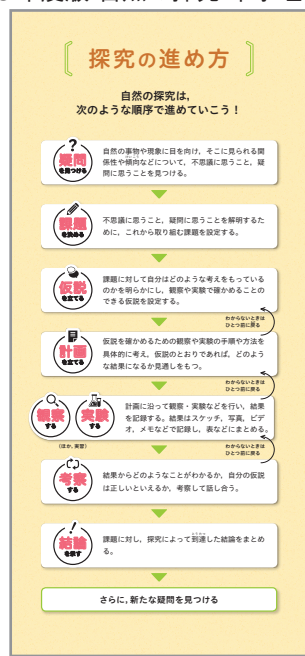 探究の進め方
自然の探究は,
次のような順序で進めていこう！
?
疑問
を見つける
自然の事物や現象に目を向け，そこに見られる関
係性や傾向などについて，不思議に思うこと，疑
問に思うことを見つける。
課題
を決める
不思議に思うこと，疑問に思うことを解明するた
めに，これから取り組む課題を設定する。
仮説
を立てる
課題に対して自分はどのような考えをもっている
のかを明らかにし，観察や実験で確かめることの
できる仮説を設定する。
わからないときは
ひとつ前に戻る
計画
を立てる
仮説を確かめるための観察や実験の手順や方法を
具体的に考え，仮説のとおりであれば，どのよう
な結果になるか見通しをもつ。
わからないときは
ひとつ前に戻る
観察
する
実験
する
(ほか，実習)
計画に沿って観察・実験などを行い，結果
を記録する。結果はスケッチ，写真，ビデ
オ，メモなどで記録し，表などにまとめる。
わからないときは
ひとつ前に戻る
考察
する
結果からどのようなことがわかるか，自分の仮説
は正しいといえるか，考察して話し合う。
!
結論
を示す
課題に対し，探究によって到達した結論をまとめ
る。
さらに，新たな疑問を見つける